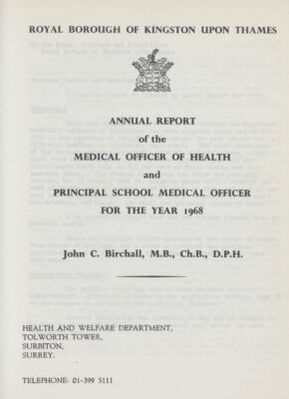 ROYAL BOROUGH OF KINGSTON UPON THAMES
ANNUAL REPORT
of the
MEDICAL OFFICER OF HEALTH
and
PRINCIPAL SCHOOL MEDICAL OFFICER
FOR THE YEAR 1968
John C. Birchall, M.B., Ch.B., D.P.H.
HEALTH AND WELFARE DEPARTMENT,
TOLWORTH TOWER,
SURBITON,
SURREY.
TELEPHONE: 01-399 5111